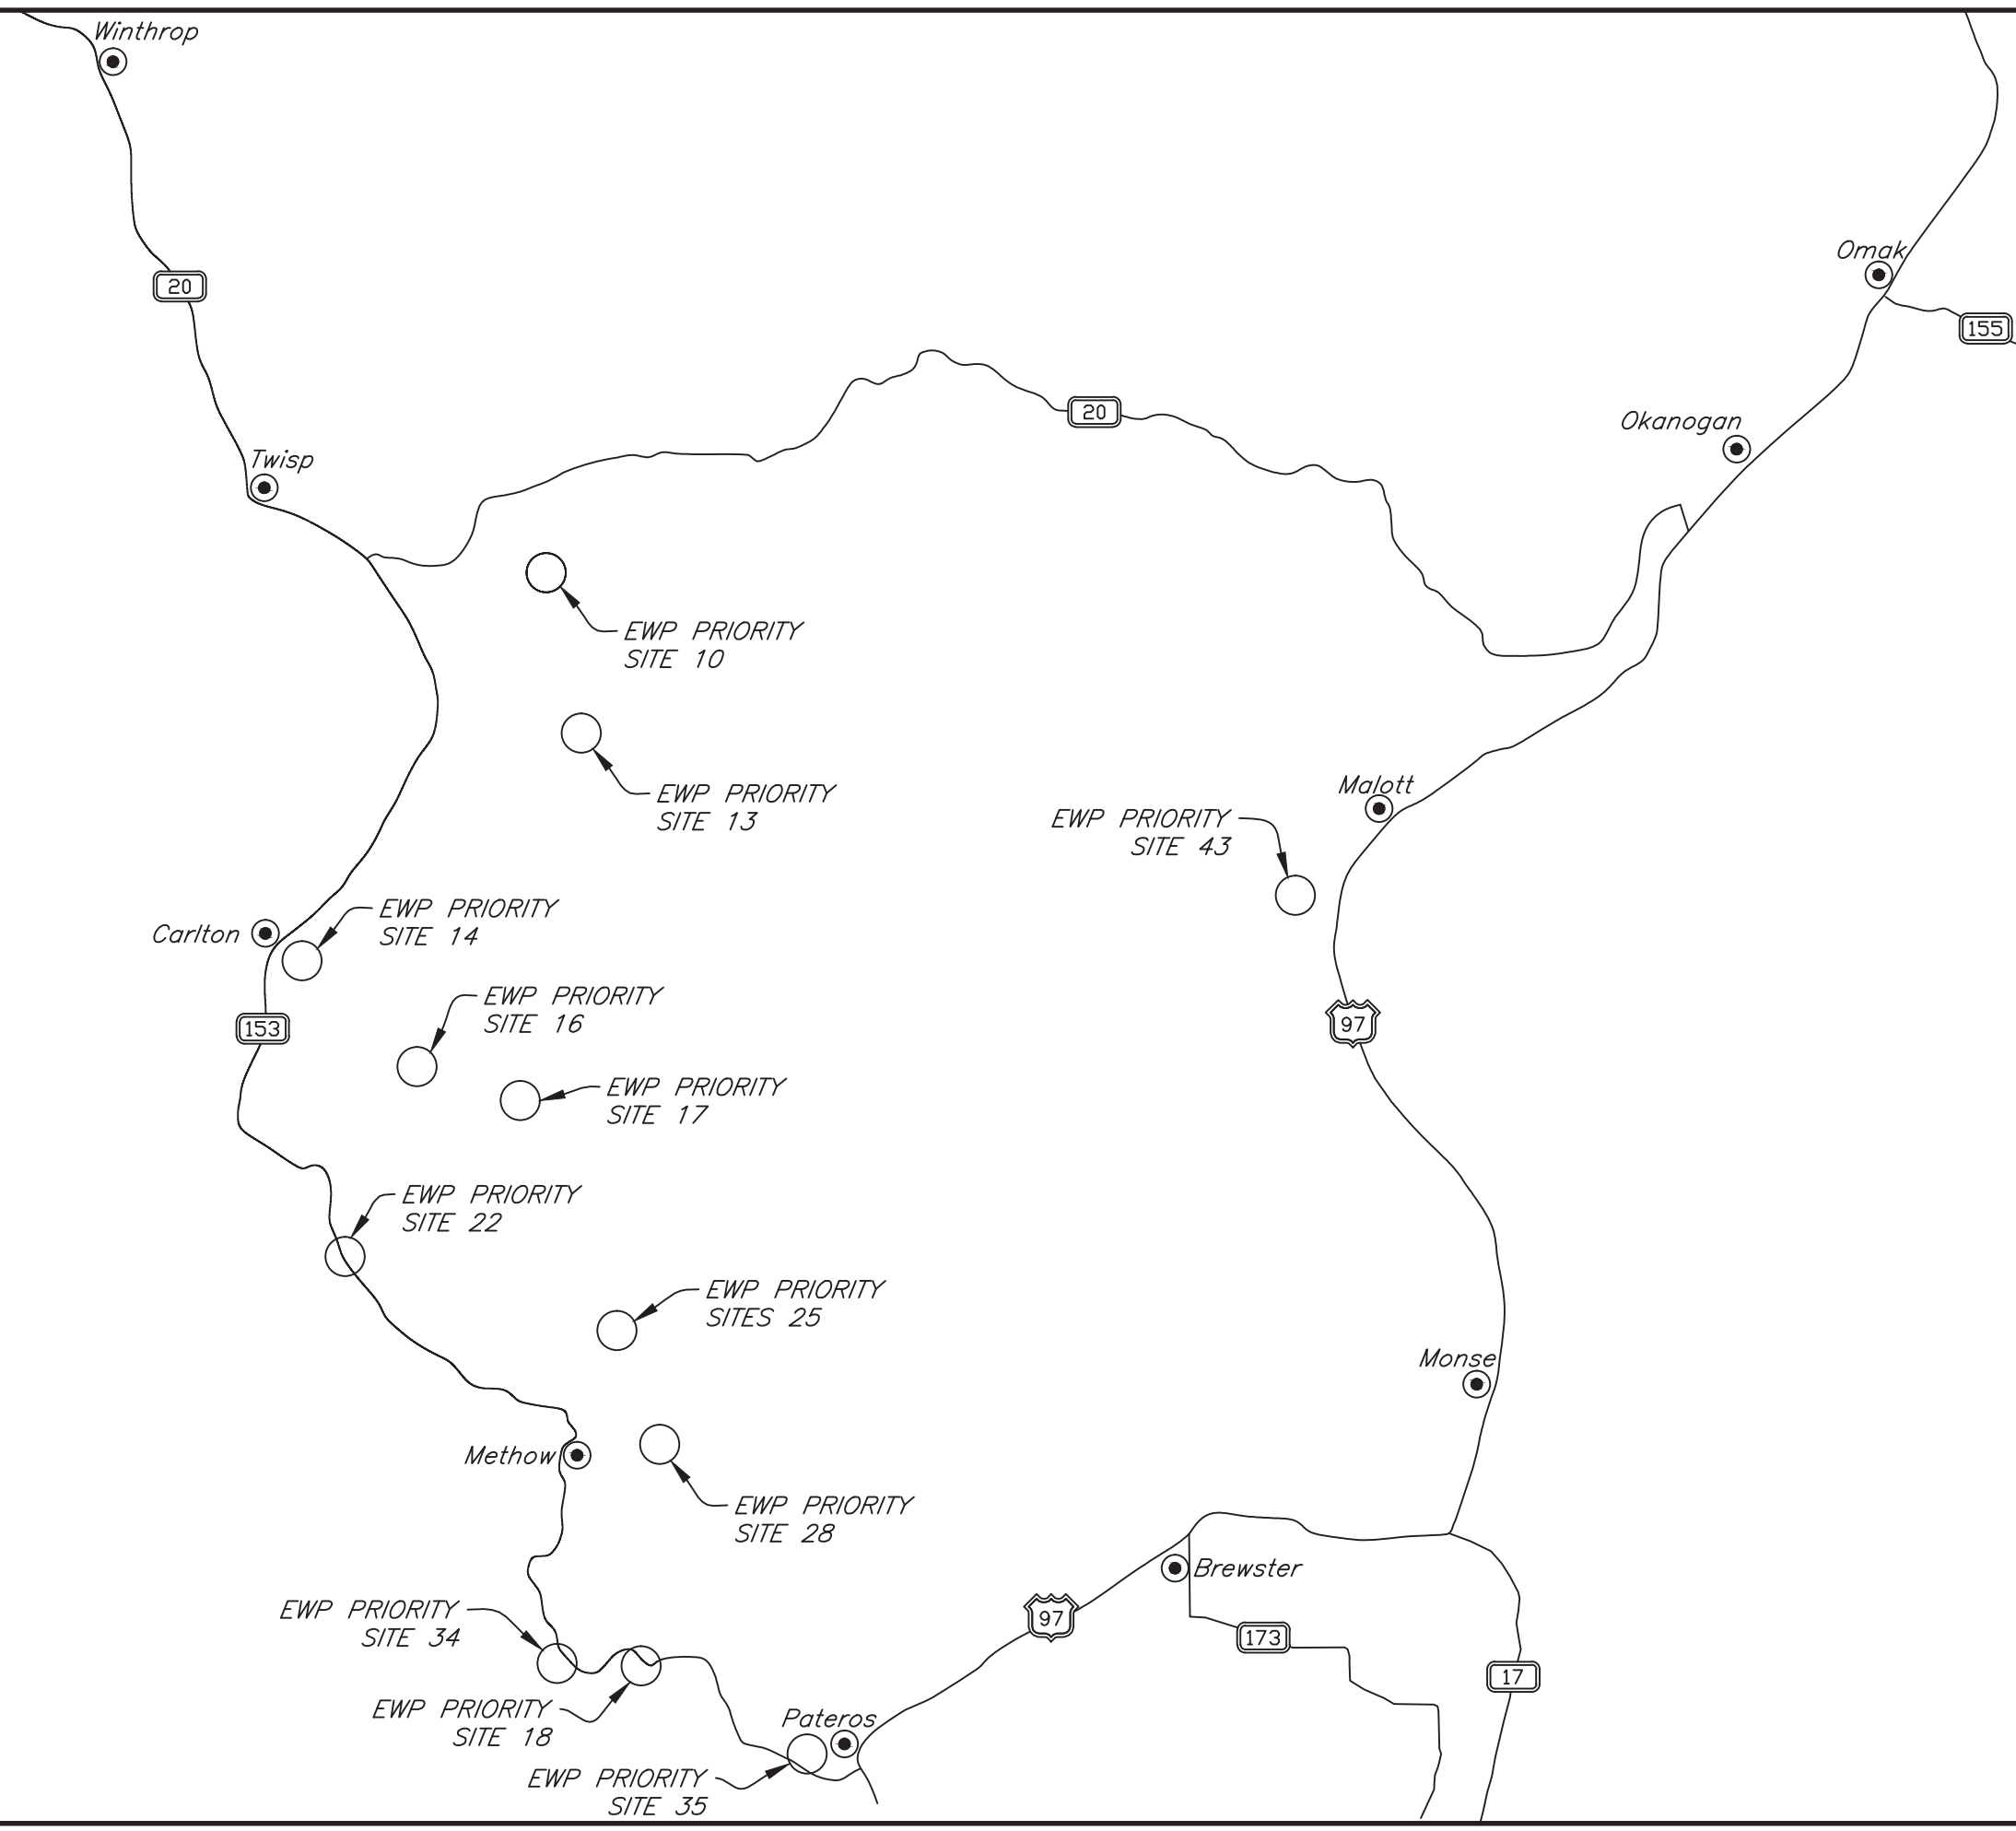 Winthrop
20
Omak
155
20
Okanogan
Twisp
EWP PRIORITY
SITE 10
EWP PRIORITY
SITE 13
Malott
EWP PRIORITY
SITE 43
EWP PRIORITY
SITE 14
Carlton
EWP PRIORITY
SITE 16
153
97
EWP PRIORITY
SITE 17
EWP PRIORITY
SITE 22
EWP PRIORITY
SITES 25
Monse
Methow
EWP PRIORITY
SITE 28
Brewster
EWP PRIORITY
SITE 34
97
173
17
EWP PRIORITY
SITE 18
Pateros
EWP PRIORITY
SITE 35